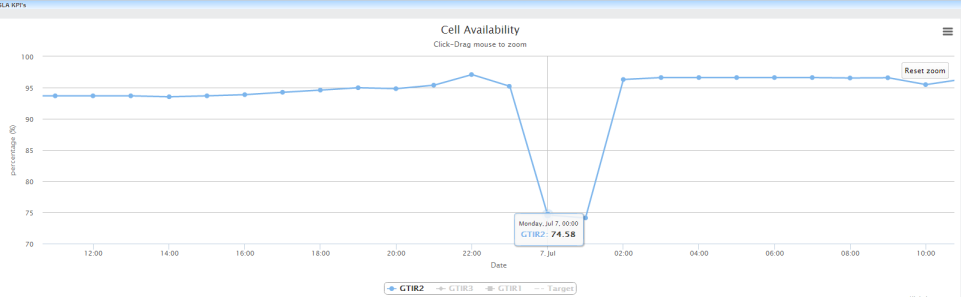 SLA KPI's
Cell Availability
Click-Drag mouse to zoom
Reset zoom
percentage (%)
100
95
90
85
80
75
70
Monday, Jul 7, 00:00
GTIR2: 74.58
12:00 14:00 16:00 18:00 20:00 22:00 7. Jul 02:00 04:00 06:00 08:00 10:00
Date
GTIR2 GTIR3 GTIR1 Target